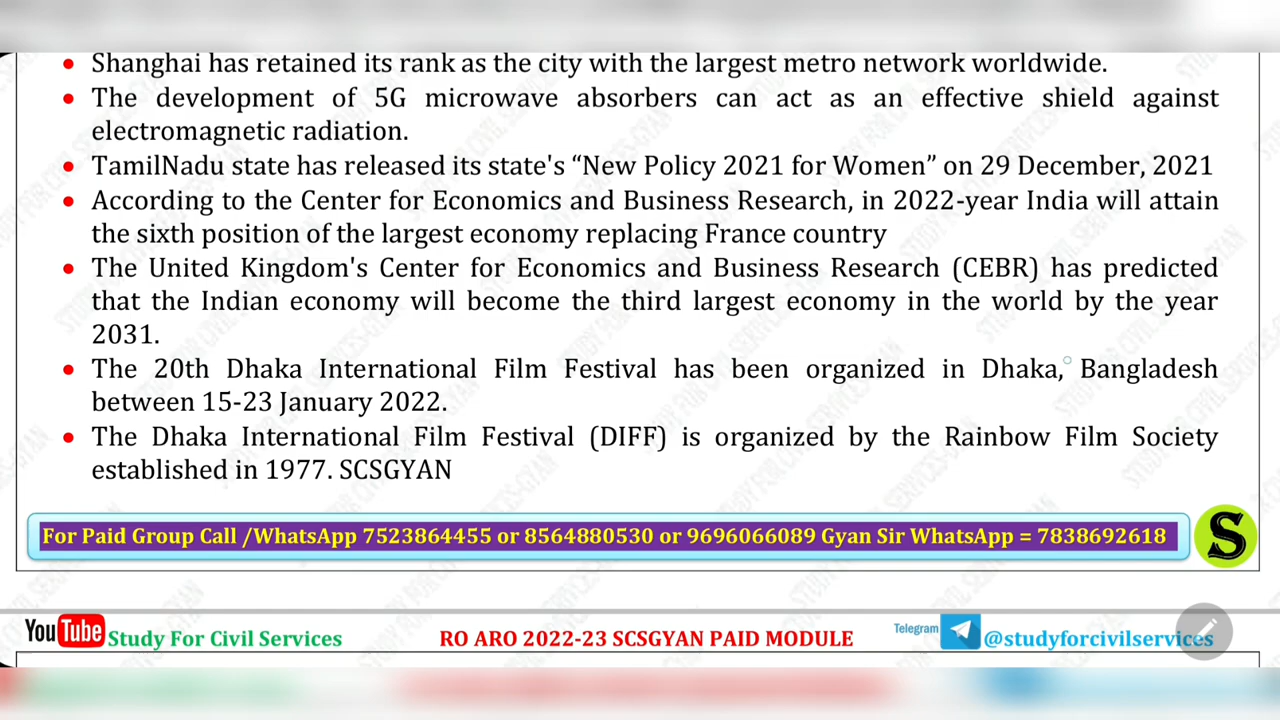 • Shanghai has retained its rank as the city with the largest metro network worldwide.
• The development of 5G microwave absorbers can act as an effective shield against
electromagnetic radiation.
• TamilNadu state has released its state's “New Policy 2021 for Women” on 29 December, 2021
• According to the Center for Economics and Business Research, in 2022-year India will attain
the sixth position of the largest economy replacing France country
• The United Kingdom's Center for Economics and Business Research (CEBR) has predicted
that the Indian economy will become the third largest economy in the world by the year
2031.
• The 20th Dhaka International Film Festival has been organized in Dhaka, Bangladesh
between 15-23 January 2022.
• The Dhaka International Film Festival (DIFF) is organized by the Rainbow Film Society
established in 1977. SCSGYAN
For Paid Group Call /WhatsApp 7523864455 or 8564880530 or 9696066089 Gyan Sir WhatsApp = 7838692618
S
YouTube Study For Civil Services RO ARO 2022-23 SCSGYAN PAID MODULE Telegram @studyforcivilservices